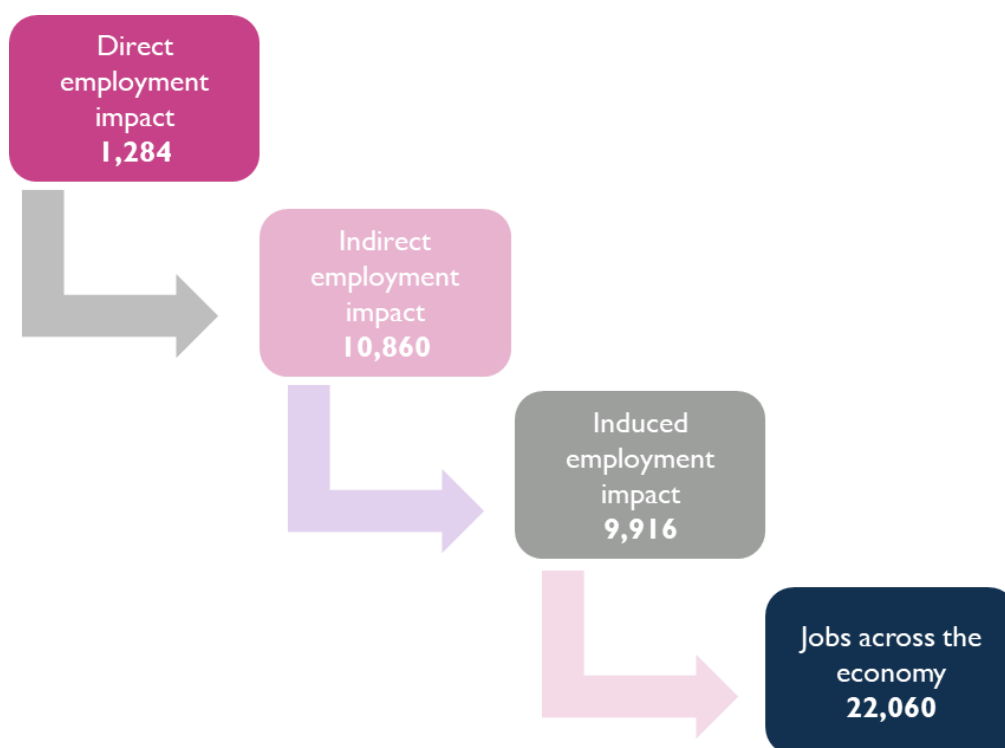 Direct
employment
impact
1,284
Indirect
employment
impact
10,860
Induced
employment
impact
9,916
Jobs across the
economy
22,060